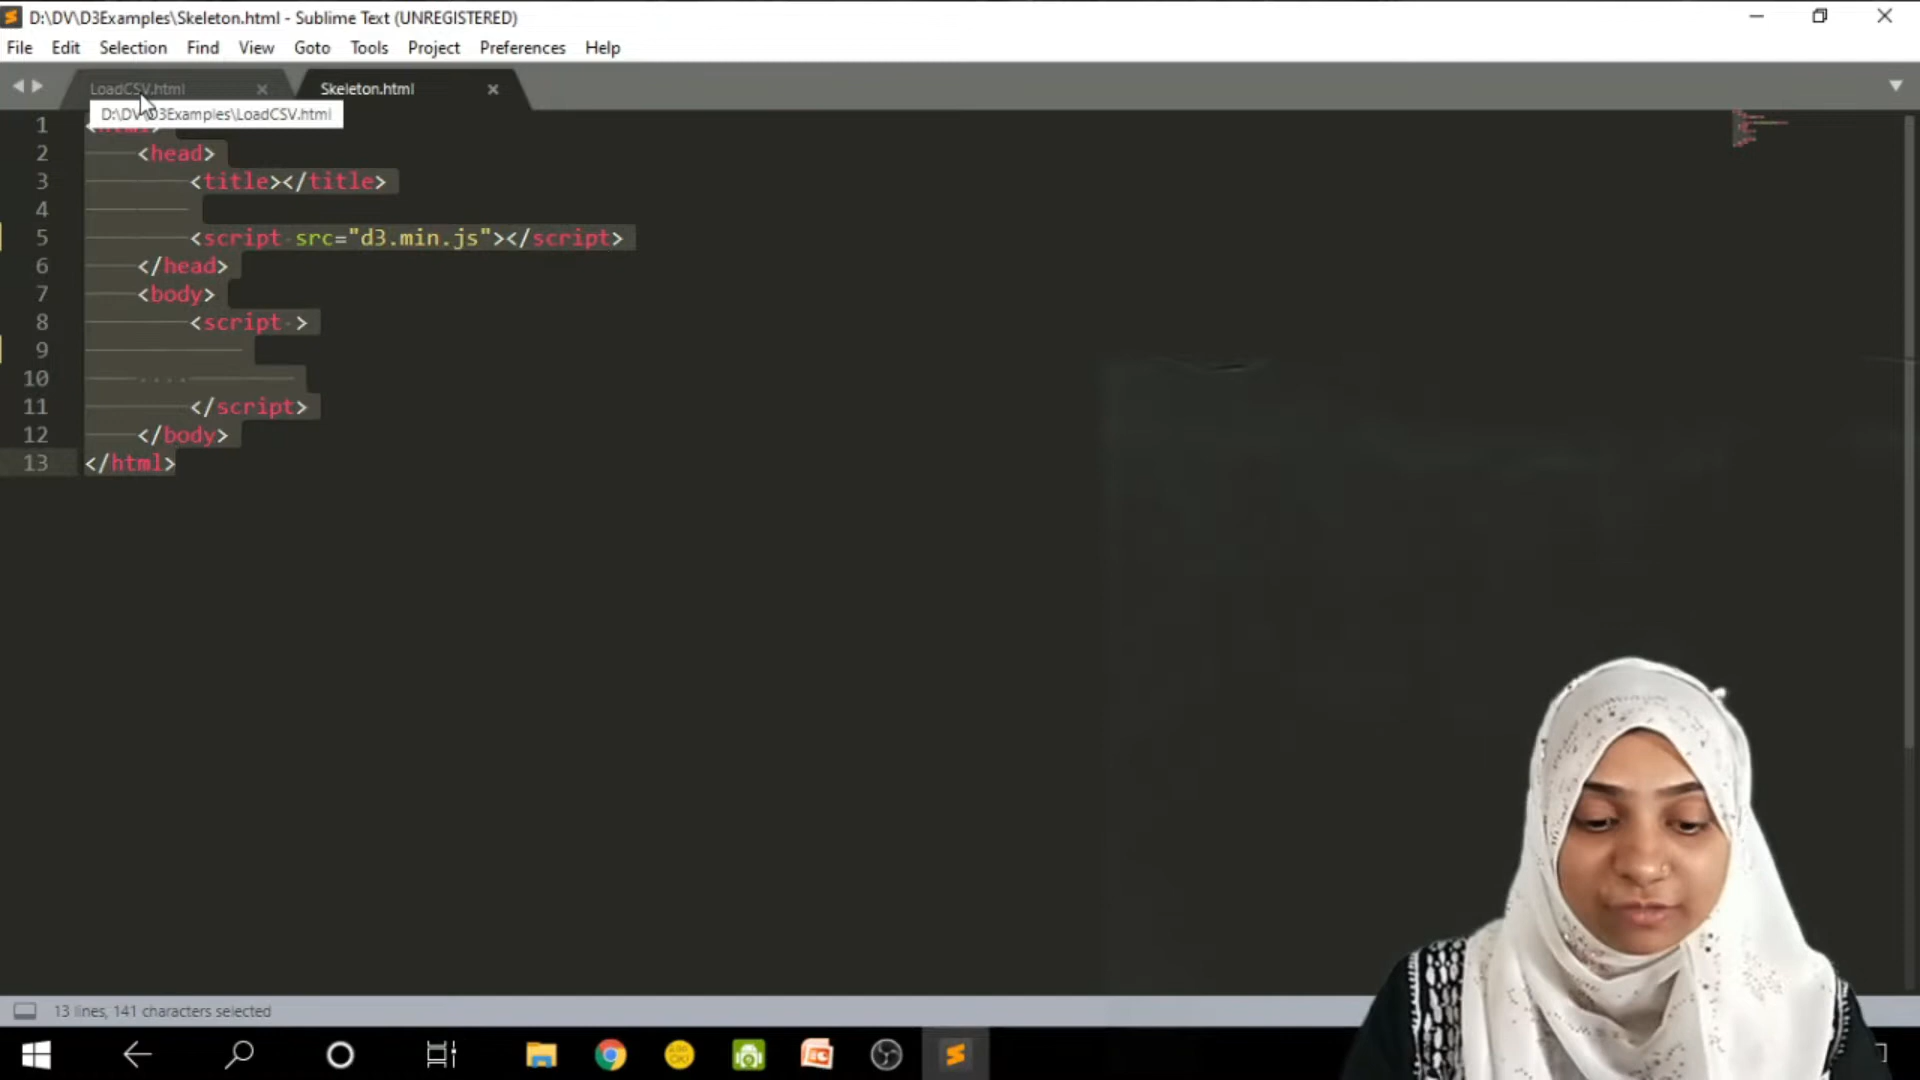 D:\DV\D3Examples\Skeleton.html - Sublime Text (UNREGISTERED)
File Edit Selection Find View Goto Tools Project Preferences Help
LoadCSV.html Skeleton.html
D:\DV\D3Examples\LoadCSV.html
1 <html>
2 <head>
3 <title></title>
4
5 <script src="d3.min.js"></script>
6 </head>
7 <body>
8 <script >
9
10
11 </script>
12 </body>
13 </html>
13 lines, 141 characters selected